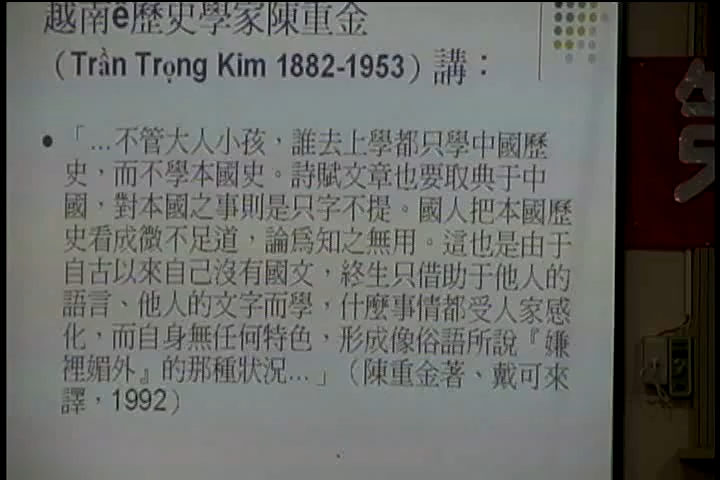 越南ê歷史學家陳重金
（Trần Trọng Kim 1882-1953）講：
● 「...不管大人小孩，誰去上學都只學中國歷
史，而不學本國史。詩賦文章也要取典于中
國，對本國之事則是只字不提。國人把本國歷
史看成微不足道，論爲知之無用。這也是由于
自古以來自己沒有國文，終生只借助于他人的
語言、他人的文字而學，什麼事情都受人家感
化，而自身無任何特色，形成像俗語所說『嫌
裡媚外』的那種狀況...」（陳重金著、戴可來
譯，1992）